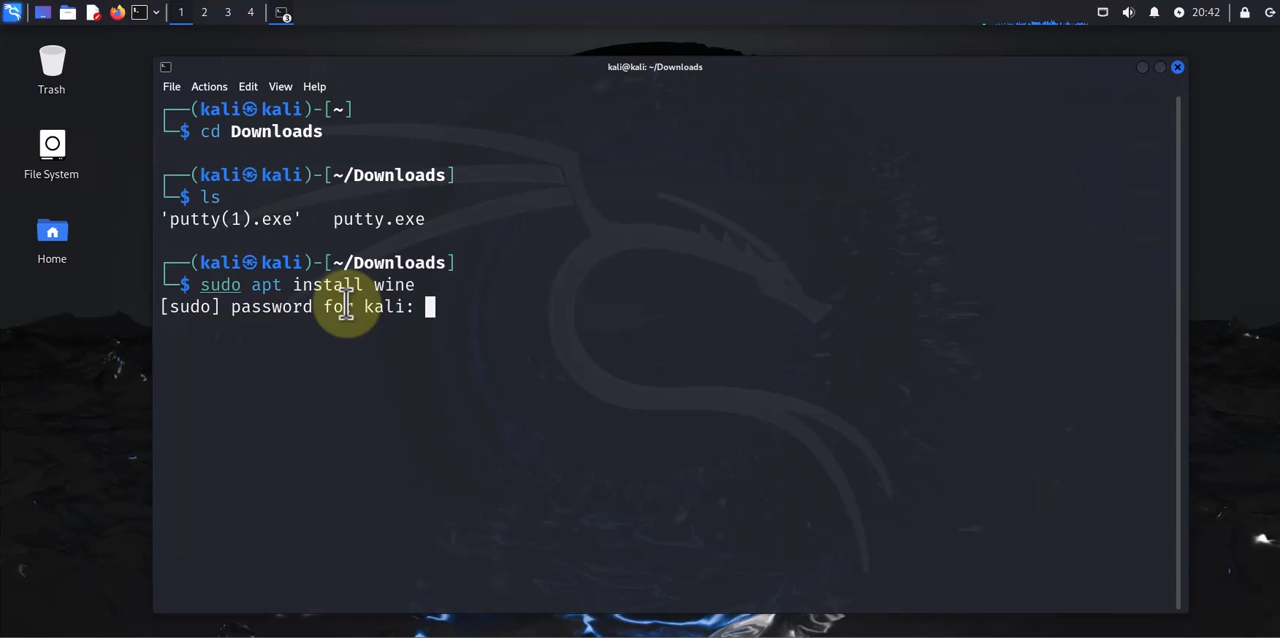 1 2 3 4 3 20:42
Trash
File System
Home
kali@kali: ~/Downloads
File Actions Edit View Help
┌──(kali㉿kali)-[~]
└─$ cd Downloads
┌──(kali㉿kali)-[~/Downloads]
└─$ ls
'putty(1).exe'   putty.exe
┌──(kali㉿kali)-[~/Downloads]
└─$ sudo apt install wine
[sudo] password for kali: